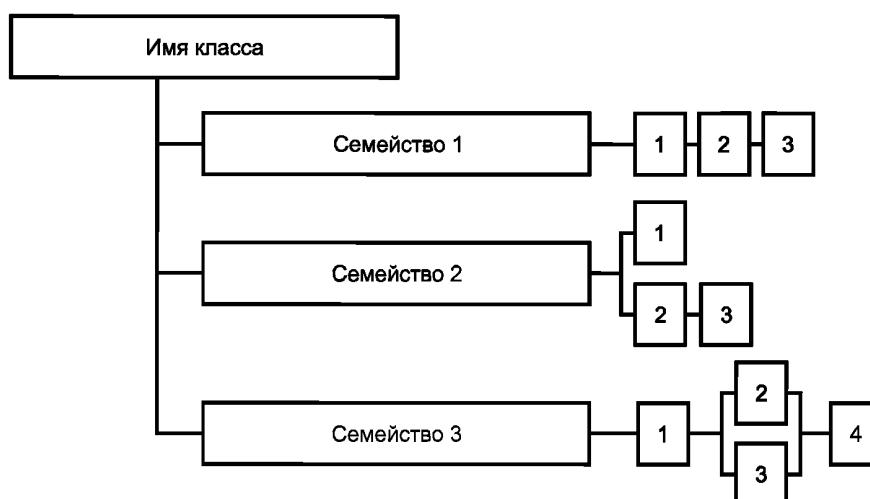 Имя класса
Семейство 1 1 2 3
1
Семейство 2
2 3
2
Семейство 3 1 4
3